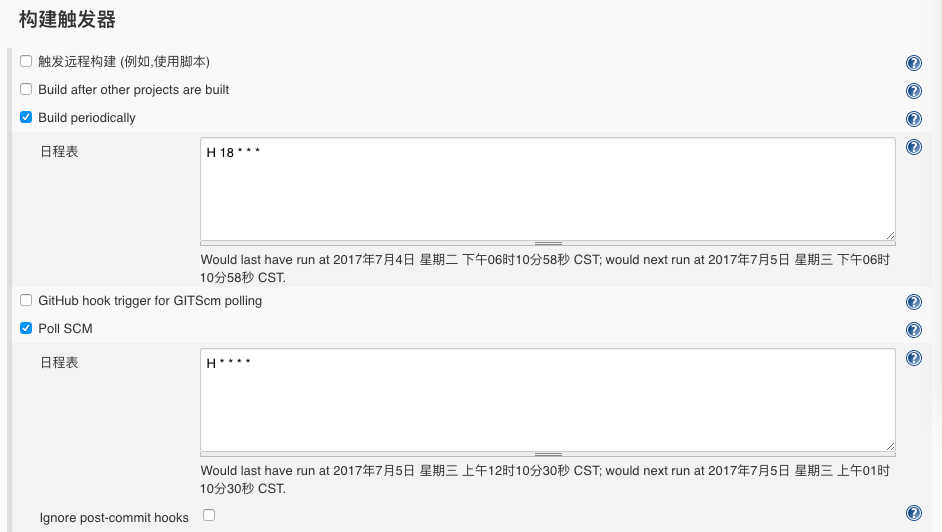 构建触发器
触发远程构建 (例如,使用脚本)
Build after other projects are built
Build periodically
日程表
H 18 * * *
Would last have run at 2017年7月4日 星期二 下午06时10分58秒 CST; would next run at 2017年7月5日 星期三 下午06时
10分58秒 CST.
GitHub hook trigger for GITScm polling
Poll SCM
日程表
H * * * *
Would last have run at 2017年7月5日 星期三 上午12时10分30秒 CST; would next run at 2017年7月5日 星期三 上午01时
10分30秒 CST.
Ignore post-commit hooks